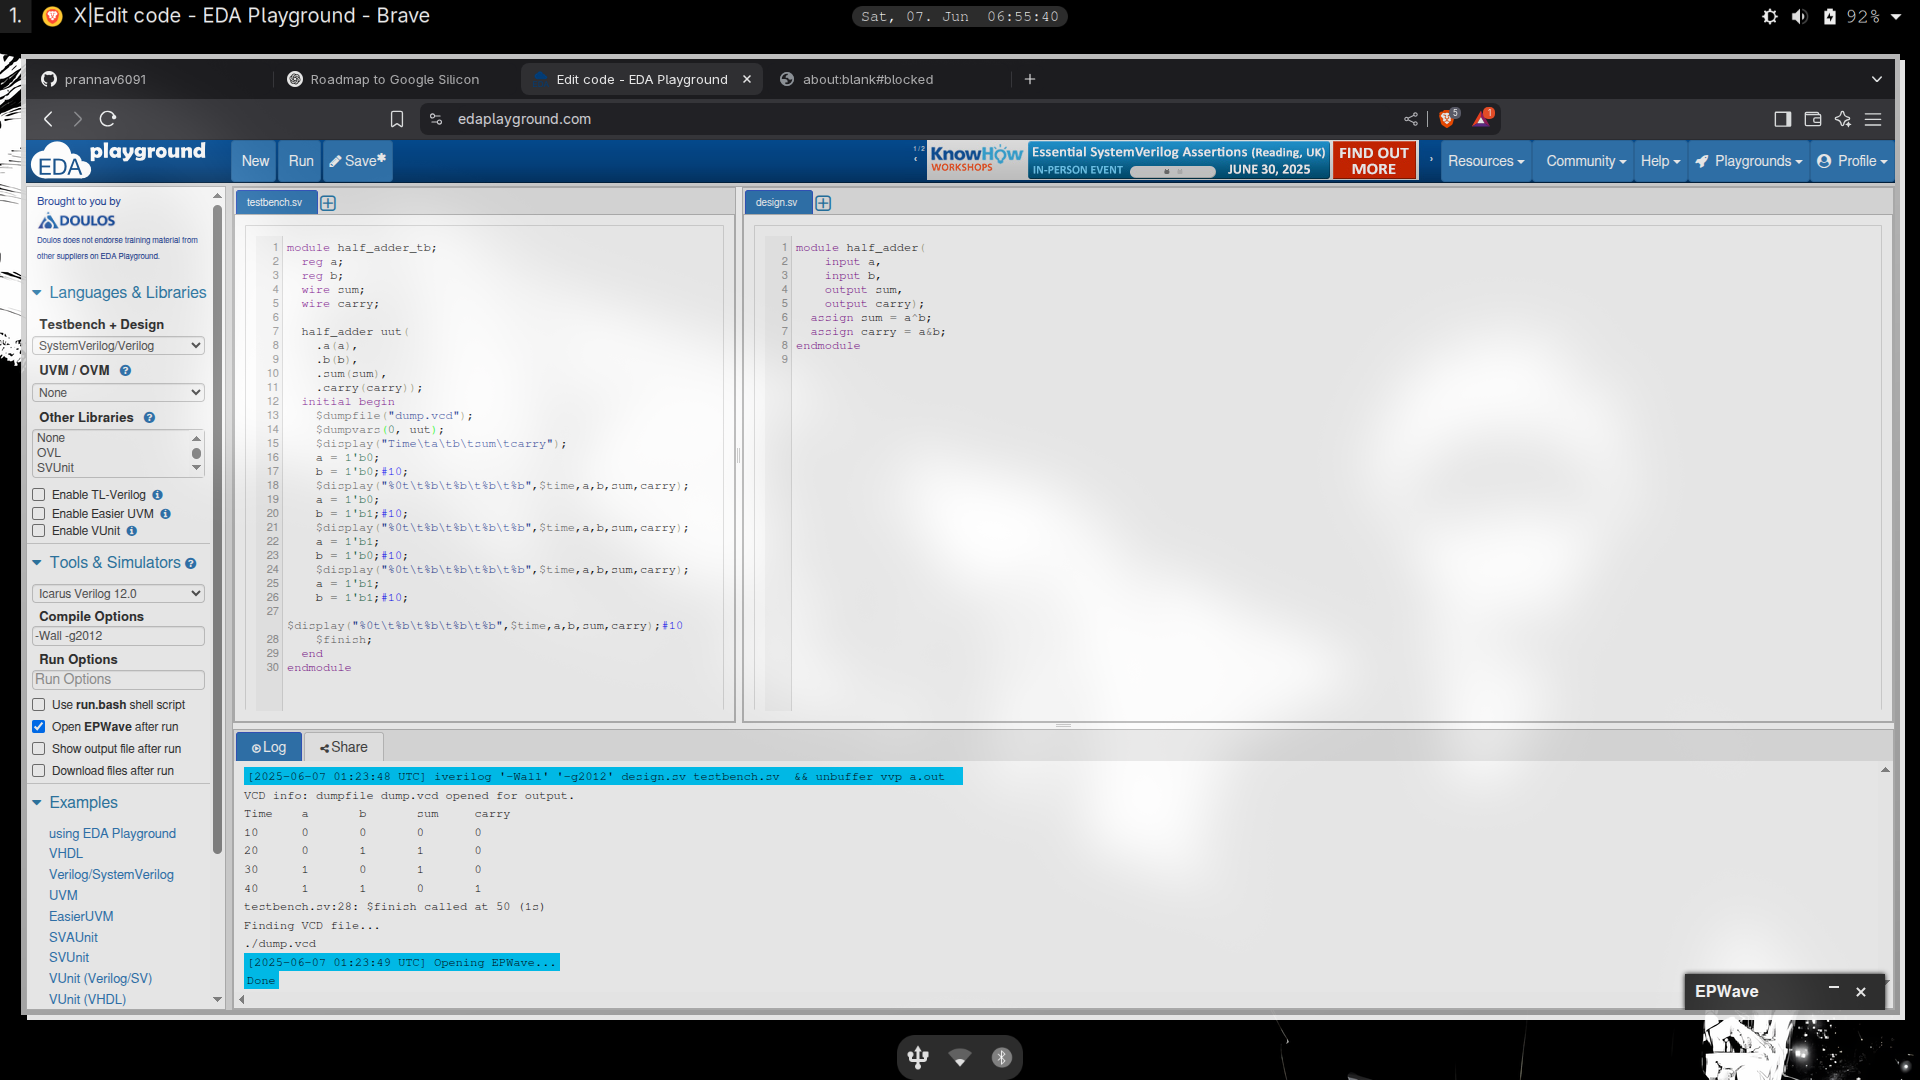 1. X|Edit code - EDA Playground - Brave
Sat, 07. Jun 06:55:40
92%
prannav6091
Roadmap to Google Silicon
Edit code - EDA Playground
about:blank#blocked
edaplayground.com
5
1
EDA playground
New
Run
Save*
1/2
KnowHow WORKSHOPS
Essential SystemVerilog Assertions (Reading, UK)
IN-PERSON EVENT JUNE 30, 2025
FIND OUT MORE
Resources
Community
Help
Playgrounds
Profile
Brought to you by
DOULOS
Doulos does not endorse training material from
other suppliers on EDA Playground.
Languages & Libraries
Testbench + Design
SystemVerilog/Verilog
UVM / OVM
None
Other Libraries
None
OVL
SVUnit
Enable TL-Verilog
Enable Easier UVM
Enable VUnit
Tools & Simulators
Icarus Verilog 12.0
Compile Options
-Wall -g2012
Run Options
Run Options
Use run.bash shell script
Open EPWave after run
Show output file after run
Download files after run
Examples
using EDA Playground
VHDL
Verilog/SystemVerilog
UVM
EasierUVM
SVAUnit
SVUnit
VUnit (Verilog/SV)
VUnit (VHDL)
testbench.sv
1 module half_adder_tb;
2 reg a;
3 reg b;
4 wire sum;
5 wire carry;
6
7 half_adder uut(
8 .a(a),
9 .b(b),
10 .sum(sum),
11 .carry(carry));
12 initial begin
13 $dumpfile("dump.vcd");
14 $dumpvars(0, uut);
15 $display("Time\ta\tb\tsum\tcarry");
16 a = 1'b0;
17 b = 1'b0;#10;
18 $display("%0t\t%b\t%b\t%b\t%b",$time,a,b,sum,carry);
19 a = 1'b0;
20 b = 1'b1;#10;
21 $display("%0t\t%b\t%b\t%b\t%b",$time,a,b,sum,carry);
22 a = 1'b1;
23 b = 1'b0;#10;
24 $display("%0t\t%b\t%b\t%b\t%b",$time,a,b,sum,carry);
25 a = 1'b1;
26 b = 1'b1;#10;
27
$display("%0t\t%b\t%b\t%b\t%b",$time,a,b,sum,carry);#10
28 $finish;
29 end
30 endmodule
design.sv
1 module half_adder(
2 input a,
3 input b,
4 output sum,
5 output carry);
6 assign sum = a^b;
7 assign carry = a&b;
8 endmodule
9
Log
Share
[2025-06-07 01:23:48 UTC] iverilog '-Wall' '-g2012' design.sv testbench.sv && unbuffer vvp a.out
VCD info: dumpfile dump.vcd opened for output.
Time a b sum carry
10 0 0 0 0
20 0 1 1 0
30 1 0 1 0
40 1 1 0 1
testbench.sv:28: $finish called at 50 (1s)
Finding VCD file...
./dump.vcd
[2025-06-07 01:23:49 UTC] Opening EPWave...
Done
EPWave